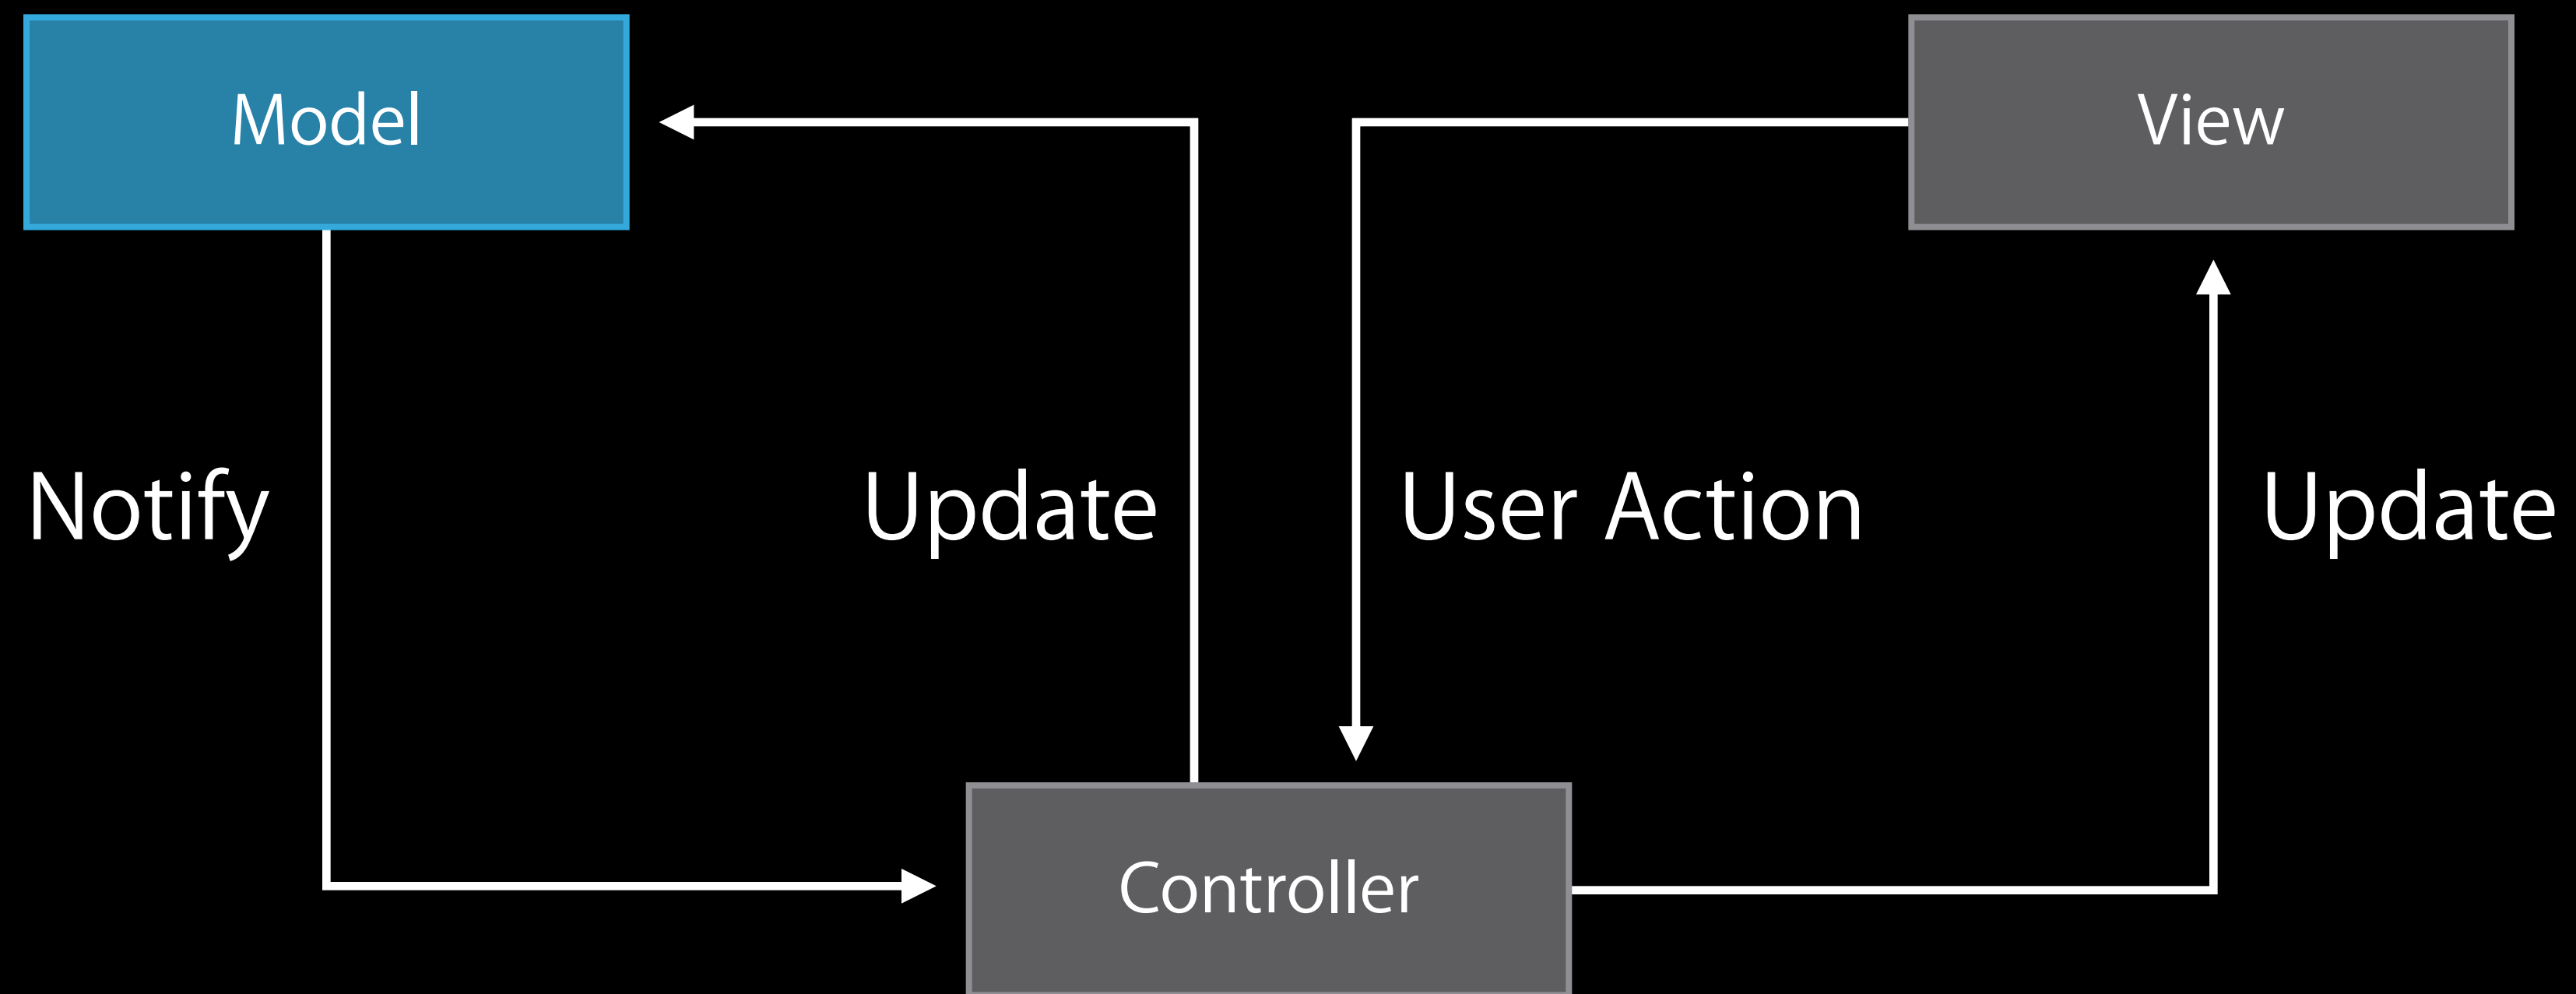 Model
View
Notify
Update
User Action
Update
Controller